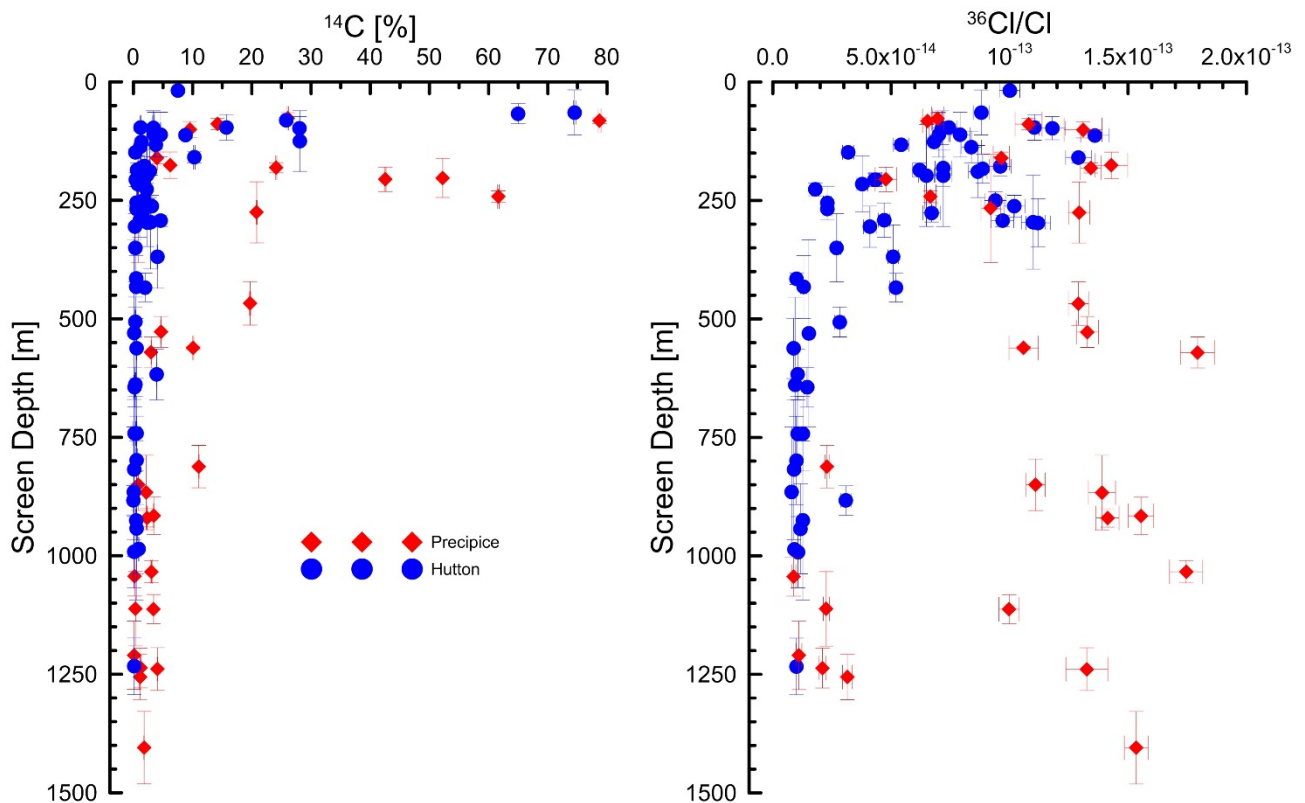 ¹⁴C [%]
0 10 20 30 40 50 60 70 80
0
250
500
750
1000
1250
1500
Screen Depth [m]
Precipice
Hutton
³⁶Cl/Cl
0.0 5.0x10⁻¹⁴ 10⁻¹³ 1.5x10⁻¹³ 2.0x10⁻¹³
0
250
500
750
1000
1250
1500
Screen Depth [m]